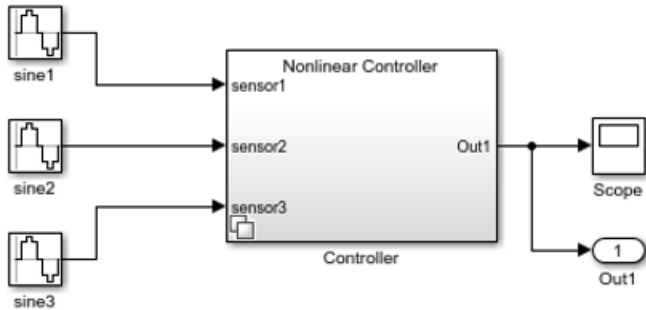 sine1
sine2
sine3
Nonlinear Controller
sensor1
sensor2
sensor3
Out1
Controller
Scope
1
Out1